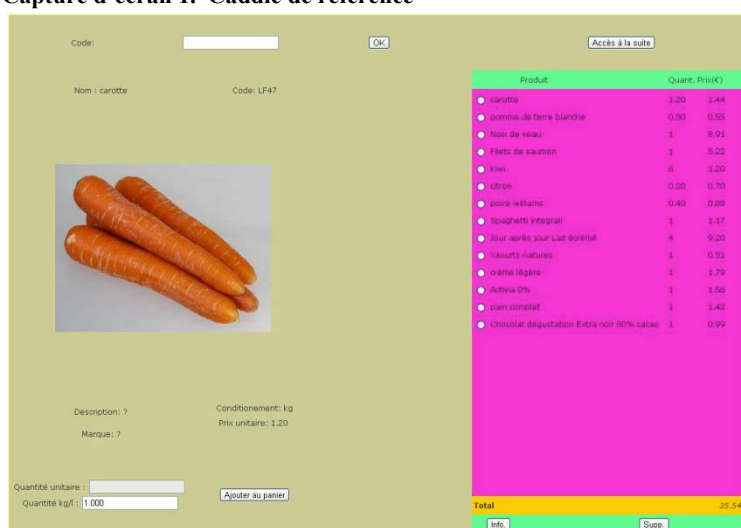 Capture d'écran 1. Caddie de référence
Code:
OK
Accès à la suite
Nom : carotte
Code: LF47
Produit Quant. Prix(€)
carotte 1.20 1.44
pomme de terre blanche 0.50 0.55
Noix de veau 1 8.91
Filets de saumon 1 5.22
kiwi 6 1.20
citron 0.20 0.70
poire williams 0.40 0.88
Spaghetti Integrali 1 1.17
Jour après jour Lait écrémé 4 9.20
Yaourts natures 1 0.51
crème légère 1 1.79
Activia 0% 1 1.56
pain complet 1 1.42
Chocolat dégustation Extra noir 80% cacao 1 0.99
Description: ?
Conditionement: kg
Marque: ?
Prix unitaire: 1.20
Quantité unitaire :
Quantité kg/l : 1.000
Ajouter au panier
Total 35.54
Info.
Supp.